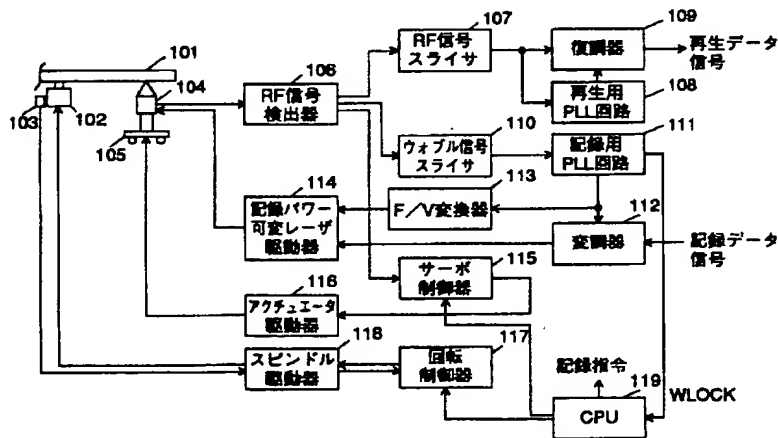 101
102
103
104
105
106
RF信号
検出器
107
RF信号
スライサ
109
復調器
再生データ
信号
再生用
PLL回路
108
110
ウォブル信号
スライサ
111
記録用
PLL回路
113
F/V変換器
114
記録パワー
可変レーザ
駆動器
112
変調器
記録データ
信号
115
サーボ
制御器
116
アクチュエータ
駆動器
118
スピンドル
駆動器
117
回転
制御器
記録指令
119
CPU
WLOCK